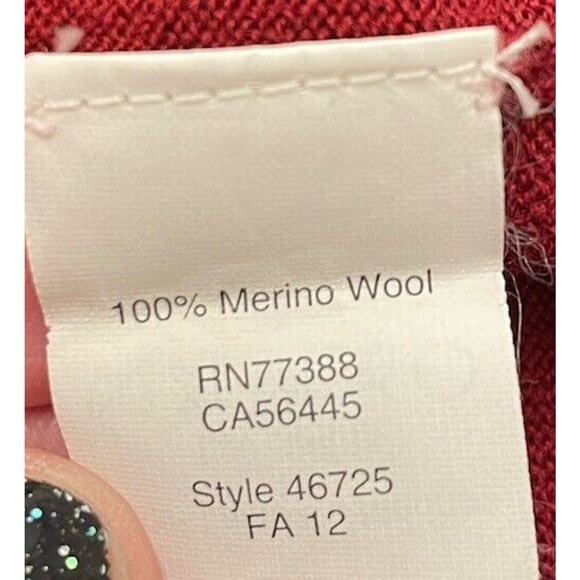 100% Merino Wool
RN77388
CA56445
Style 46725
FA 12